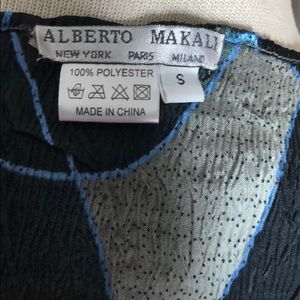 ALBERTO MAKALI
NEW YORK PARIS MILANO
100% POLYESTER
S
MADE IN CHINA